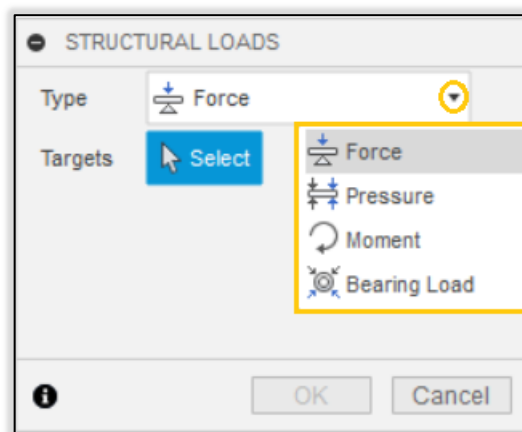 STRUCTURAL LOADS
Type Force
Targets Select
Force
Pressure
Moment
Bearing Load
OK Cancel